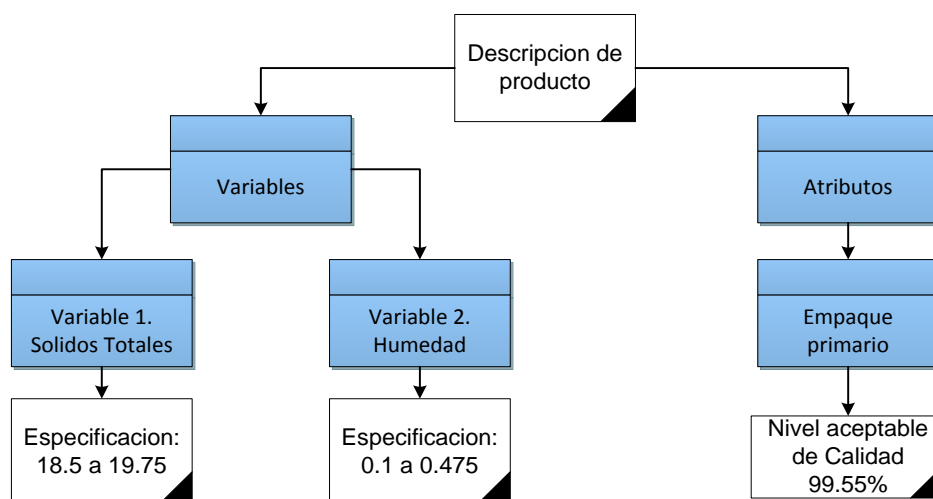 Descripcion de
producto
Variables
Atributos
Variable 1.
Solidos Totales
Variable 2.
Humedad
Empaque
primario
Especificacion:
18.5 a 19.75
Especificacion:
0.1 a 0.475
Nivel aceptable
de Calidad
99.55%